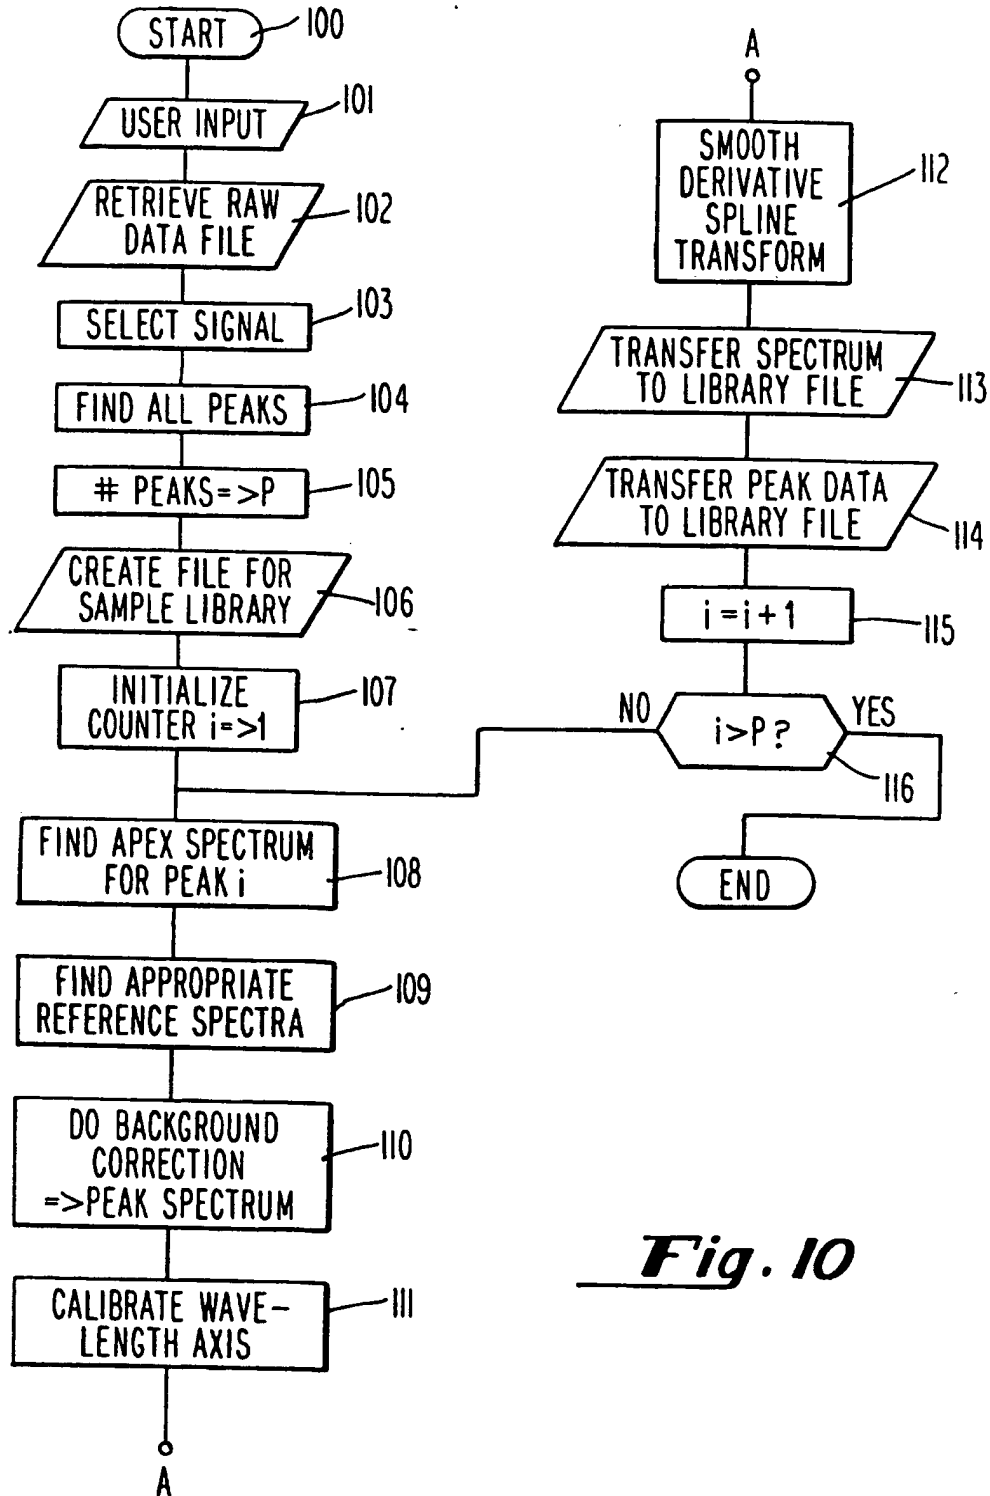 START
100
USER INPUT
101
RETRIEVE RAW
DATA FILE
102
SELECT SIGNAL
103
FIND ALL PEAKS
104
# PEAKS=>P
105
CREATE FILE FOR
SAMPLE LIBRARY
106
INITIALIZE
COUNTER i=>1
107
FIND APEX SPECTRUM
FOR PEAK i
108
FIND APPROPRIATE
REFERENCE SPECTRA
109
DO BACKGROUND
CORRECTION
=>PEAK SPECTRUM
110
CALIBRATE WAVE-
LENGTH AXIS
111
A
A
SMOOTH
DERIVATIVE
SPLINE
TRANSFORM
112
TRANSFER SPECTRUM
TO LIBRARY FILE
113
TRANSFER PEAK DATA
TO LIBRARY FILE
114
i=i+1
115
NO
i>P?
YES
116
END
Fig. 10